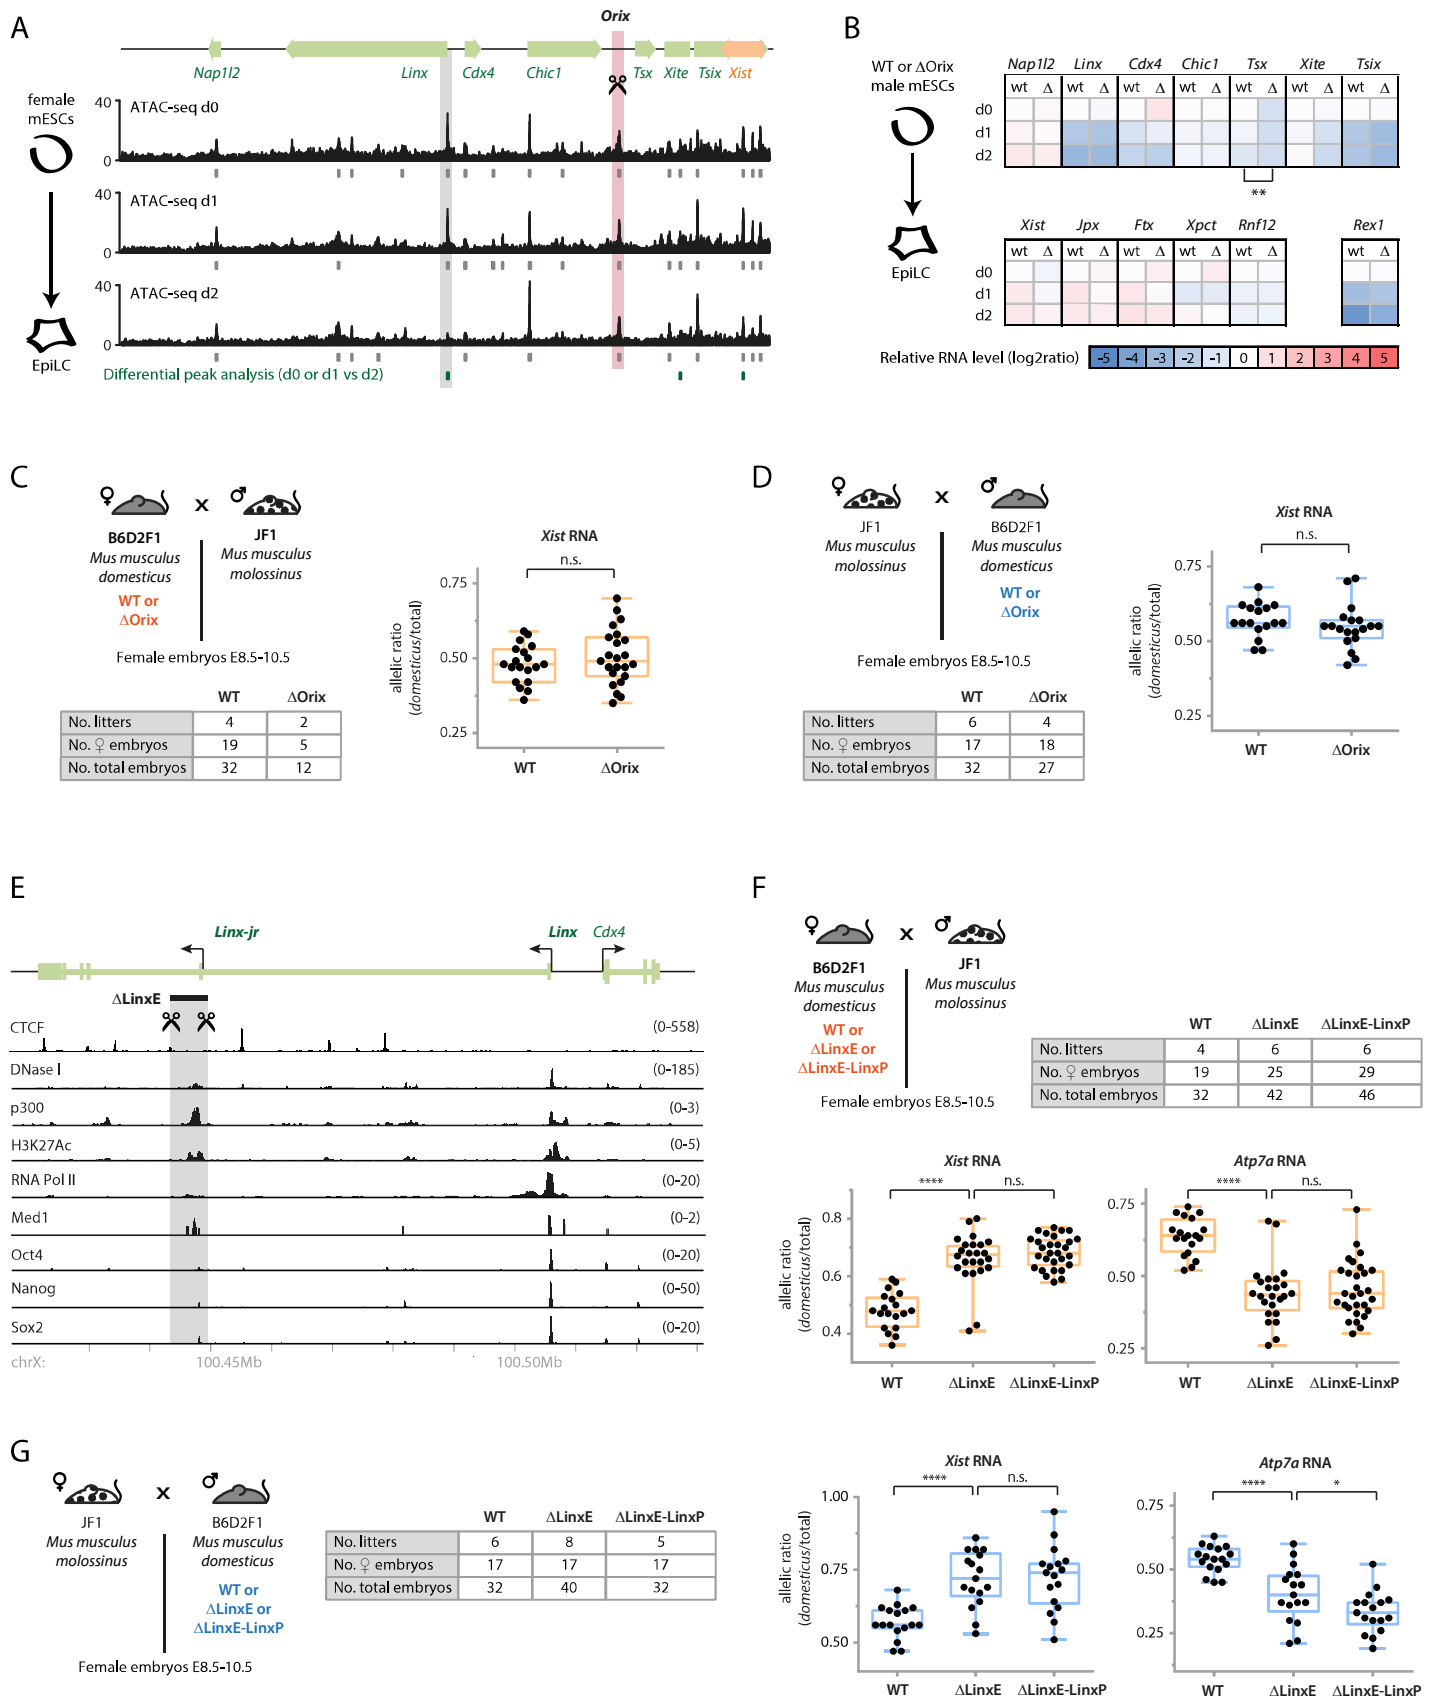 A
Orix
Nap1l2
Linx
Cdx4
Chic1
Tsx
Xite
Tsix
Xist
female
mESCs
40
ATAC-seq d0
0
40
ATAC-seq d1
0
40
ATAC-seq d2
0
EpiLC
Differential peak analysis (d0 or d1 vs d2)
B
WT or
ΔOrix
male mESCs
EpiLC
Nap1l2 Linx Cdx4 Chic1 Tsx Xite Tsix
wt Δ wt Δ wt Δ wt Δ wt Δ wt Δ wt Δ
d0
d1
d2
**
Xist Jpx Ftx Xpct Rnf12 Rex1
wt Δ wt Δ wt Δ wt Δ wt Δ wt Δ
d0
d1
d2
Relative RNA level (log2ratio) -5 -4 -3 -2 -1 0 1 2 3 4 5
C
♀ x ♂
B6D2F1 JF1
Mus musculus Mus musculus
domesticus molossinus
WT or
ΔOrix
Female embryos E8.5-10.5
WT ΔOrix
No. litters 4 2
No. ♀ embryos 19 5
No. total embryos 32 12
Xist RNA
n.s.
allelic ratio
(domesticus/total)
0.75
0.50
0.25
WT ΔOrix
D
♀ x ♂
JF1 B6D2F1
Mus musculus Mus musculus
molossinus domesticus
WT or
ΔOrix
Female embryos E8.5-10.5
WT ΔOrix
No. litters 6 4
No. ♀ embryos 17 18
No. total embryos 32 27
Xist RNA
n.s.
allelic ratio
(domesticus/total)
0.75
0.50
0.25
WT ΔOrix
E
Linx-jr Linx Cdx4
ΔLinxE
CTCF (0-558)
DNase I (0-185)
p300 (0-3)
H3K27Ac (0-5)
RNA Pol II (0-20)
Med1 (0-2)
Oct4 (0-20)
Nanog (0-50)
Sox2 (0-20)
chrX: 100.45Mb 100.50Mb
F
♀ x ♂
B6D2F1 JF1
Mus musculus Mus musculus
domesticus molossinus
WT or
ΔLinxE or
ΔLinxE-LinxP
Female embryos E8.5-10.5
WT ΔLinxE ΔLinxE-LinxP
No. litters 4 6 6
No. ♀ embryos 19 25 29
No. total embryos 32 42 46
Xist RNA
**** n.s.
allelic ratio
(domesticus/total)
0.8
0.6
0.4
WT ΔLinxE ΔLinxE-LinxP
Atp7a RNA
**** n.s.
0.75
0.50
0.25
WT ΔLinxE ΔLinxE-LinxP
G
♀ x ♂
JF1 B6D2F1
Mus musculus Mus musculus
molossinus domesticus
WT or
ΔLinxE or
ΔLinxE-LinxP
Female embryos E8.5-10.5
WT ΔLinxE ΔLinxE-LinxP
No. litters 6 8 5
No. ♀ embryos 17 17 17
No. total embryos 32 40 32
Xist RNA
**** n.s.
allelic ratio
(domesticus/total)
1.00
0.75
0.50
WT ΔLinxE ΔLinxE-LinxP
Atp7a RNA
**** *
0.75
0.50
0.25
WT ΔLinxE ΔLinxE-LinxP